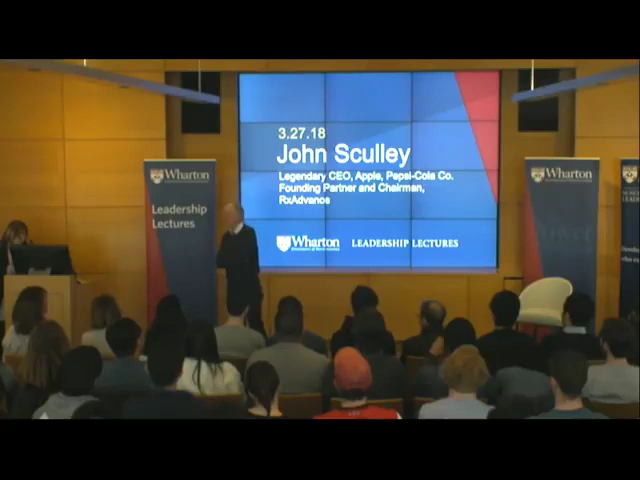 3.27.18
John Sculley
Legendary CEO, Apple, Pepsi-Cola Co.
Founding Partner and Chairman,
RxAdvance
Wharton
LEADERSHIP LECTURES
Wharton
Leadership
Lectures
Wharton